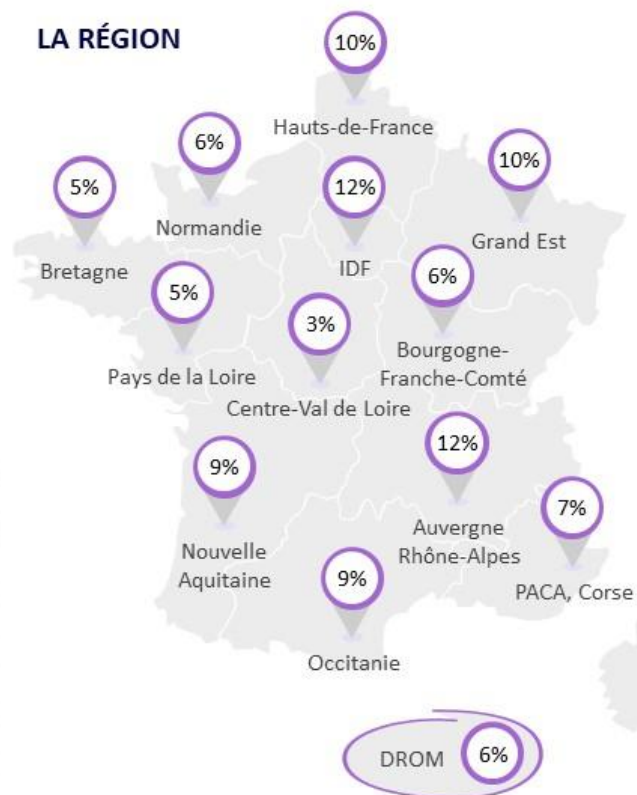 LA RÉGION
10%
Hauts-de-France
6%
Normandie
10%
Grand Est
12%
IDF
5%
Bretagne
5%
Pays de la Loire
3%
Centre-Val de Loire
6%
Bourgogne-
Franche-Comté
9%
Nouvelle
Aquitaine
12%
Auvergne
Rhône-Alpes
7%
PACA, Corse
9%
Occitanie
DROM 6%